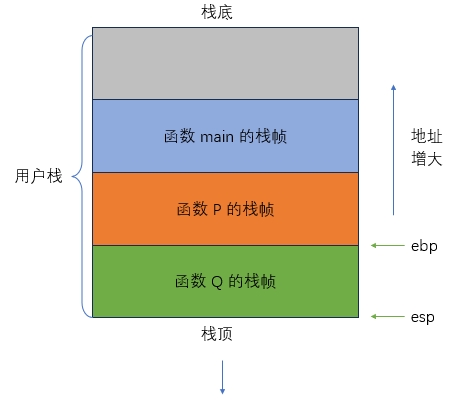 栈底
函数 main 的栈帧
地址
增大
用户栈
函数 P 的栈帧
ebp
函数 Q 的栈帧
esp
栈顶